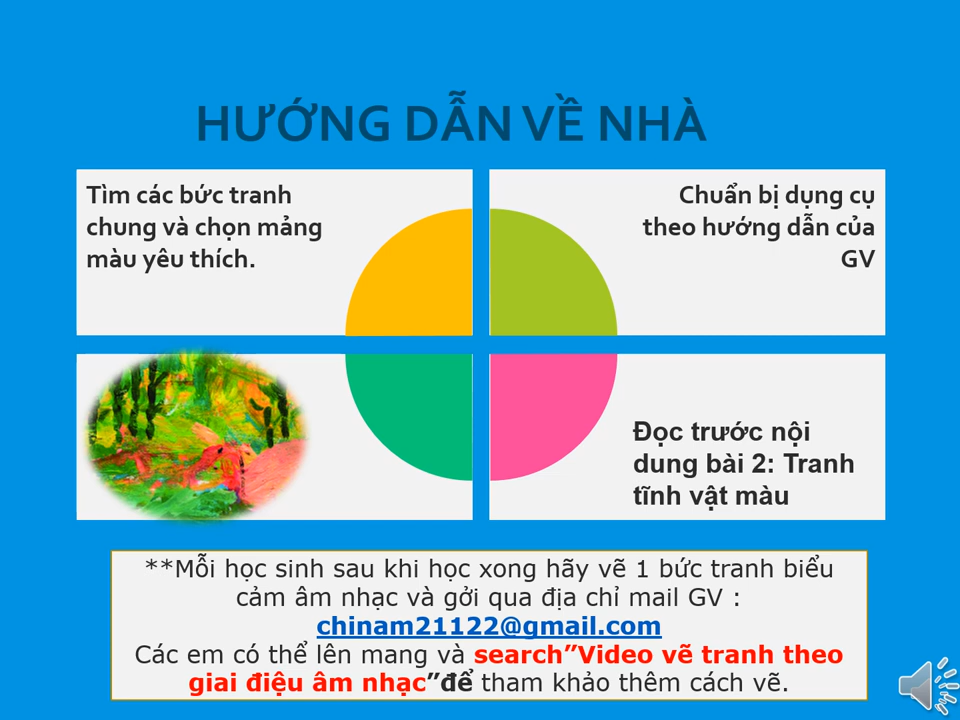 HƯỚNG DẪN VỀ NHÀ
Tìm các bức tranh
chung và chọn mảng
màu yêu thích.
Chuẩn bị dụng cụ
theo hướng dẫn của
GV
Đọc trước nội
dung bài 2: Tranh
tĩnh vật màu
**Mỗi học sinh sau khi học xong hãy vẽ 1 bức tranh biểu
cảm âm nhạc và gởi qua địa chỉ mail GV :
chinam21122@gmail.com
Các em có thể lên mang và search”Video vẽ tranh theo
giai điệu âm nhạc”để tham khảo thêm cách vẽ.